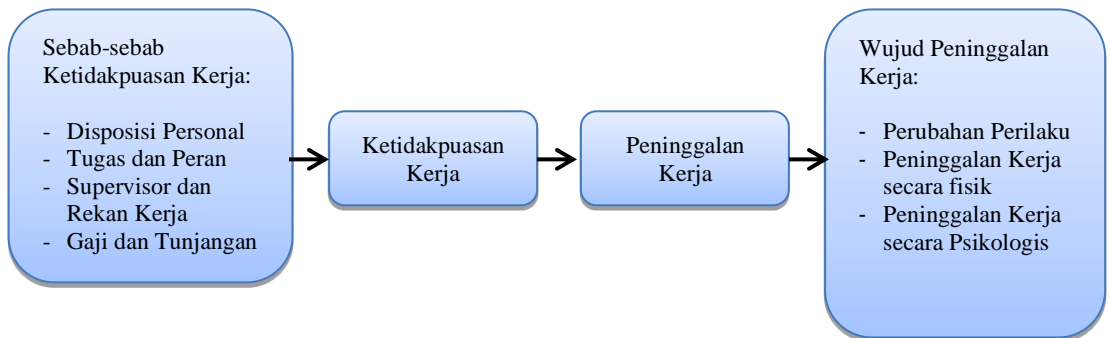 Sebab-sebab
Ketidakpuasan Kerja:
- Disposisi Personal
- Tugas dan Peran
- Supervisor dan
Rekan Kerja
- Gaji dan Tunjangan
Ketidakpuasan
Kerja
Peninggalan
Kerja
Wujud Peninggalan
Kerja:
- Perubahan Perilaku
- Peninggalan Kerja
secara fisik
- Peninggalan Kerja
secara Psikologis